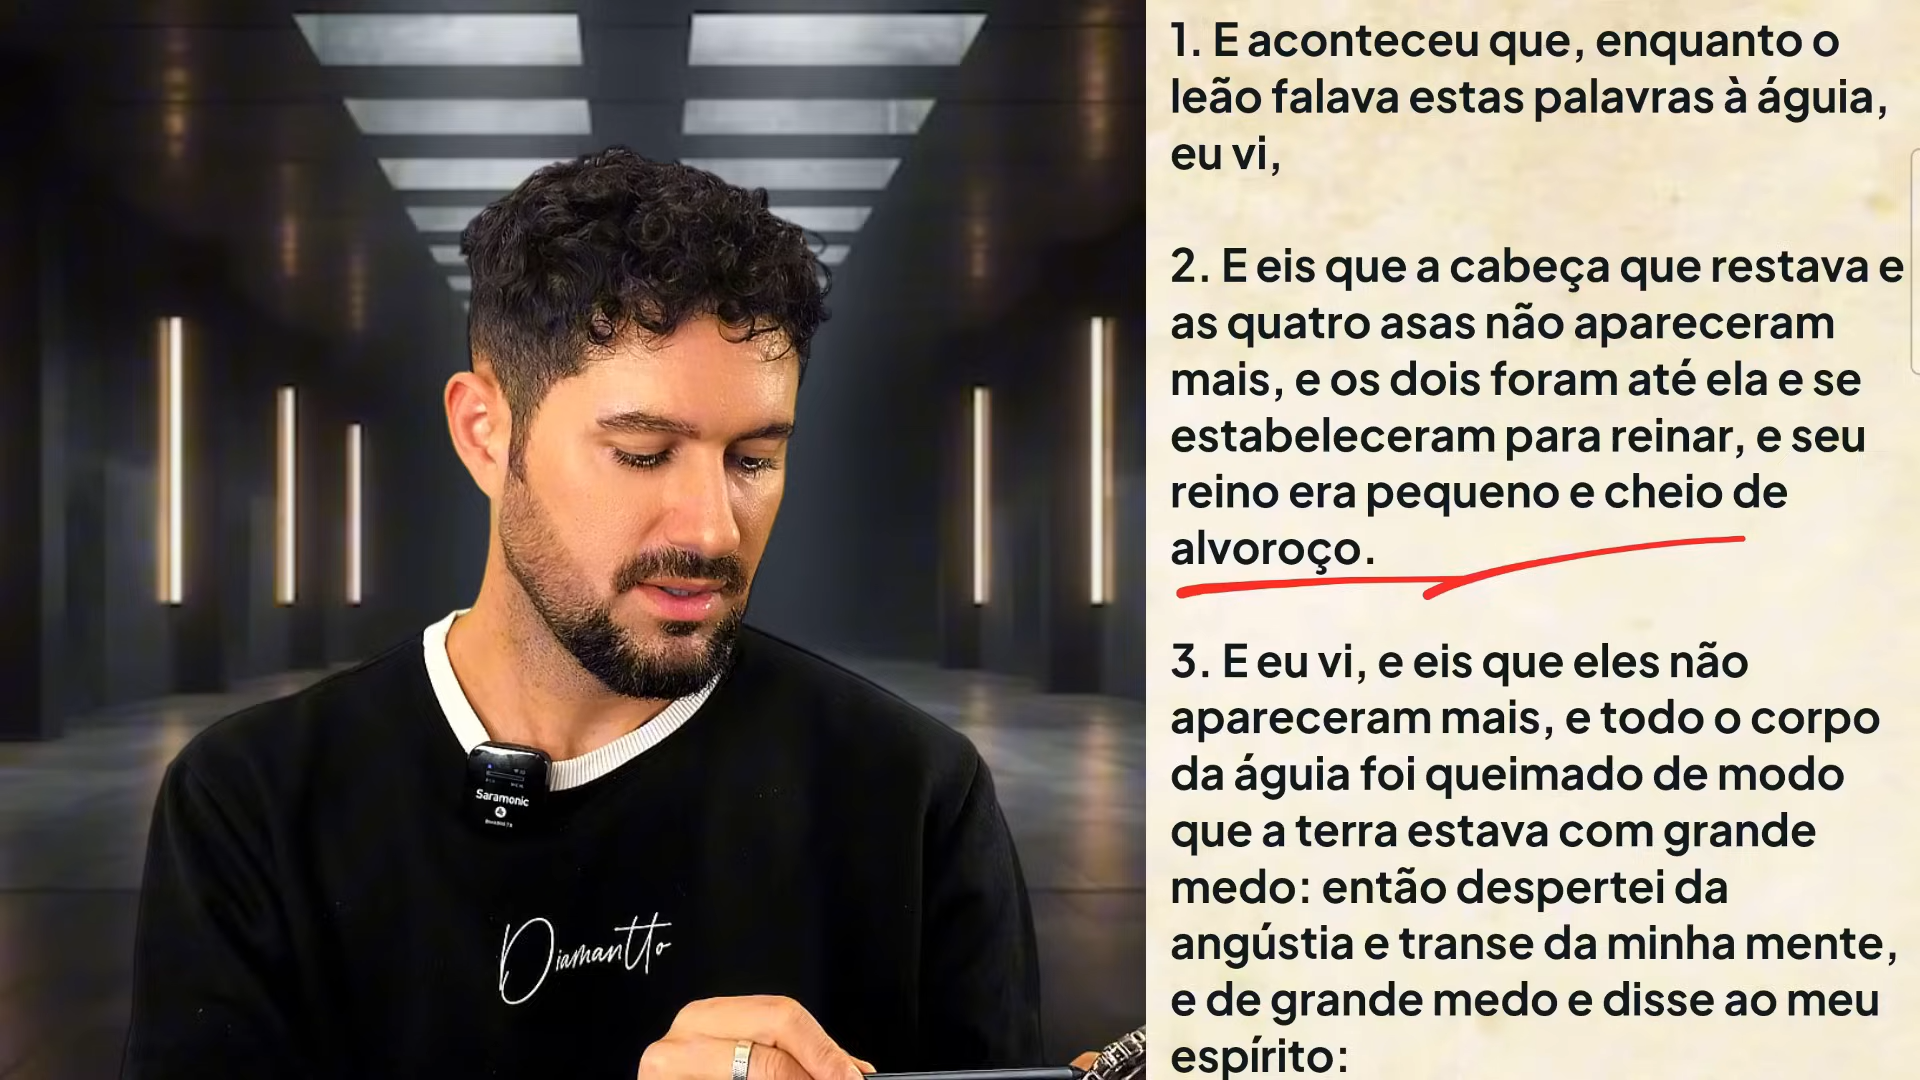 1. E aconteceu que, enquanto o
leão falava estas palavras à águia,
eu vi,
2. E eis que a cabeça que restava e
as quatro asas não apareceram
mais, e os dois foram até ela e se
estabeleceram para reinar, e seu
reino era pequeno e cheio de
alvoroço.
3. E eu vi, e eis que eles não
apareceram mais, e todo o corpo
da águia foi queimado de modo
que a terra estava com grande
medo: então despertei da
angústia e transe da minha mente,
e de grande medo e disse ao meu
espírito:
Saramonic
Diamantto